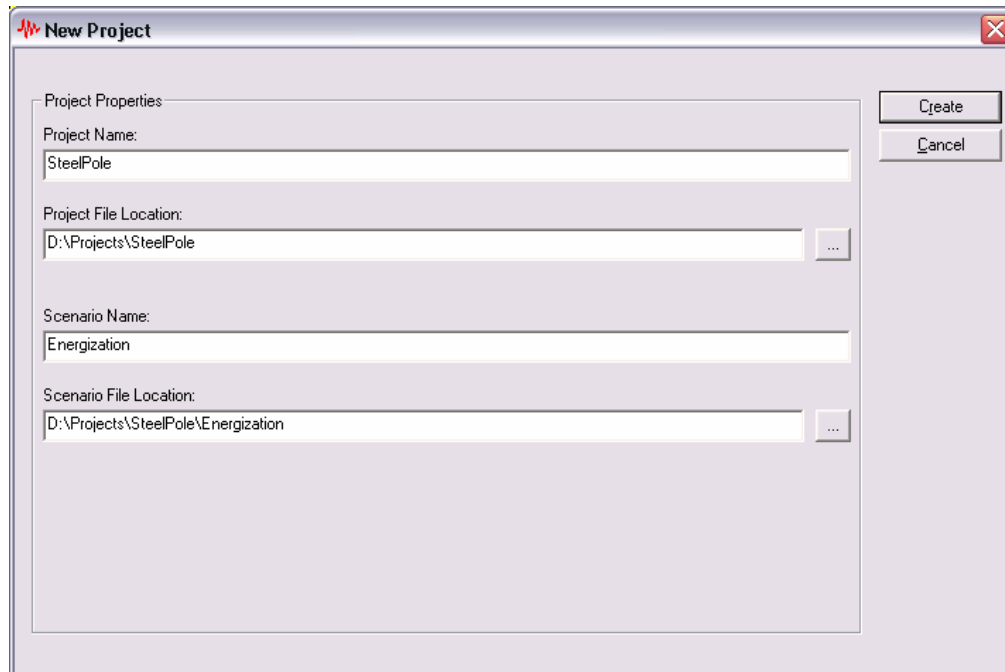 New Project
Project Properties
Project Name:
SteelPole
Project File Location:
D:\Projects\SteelPole
...
Scenario Name:
Energization
Scenario File Location:
D:\Projects\SteelPole\Energization
...
Create
Cancel